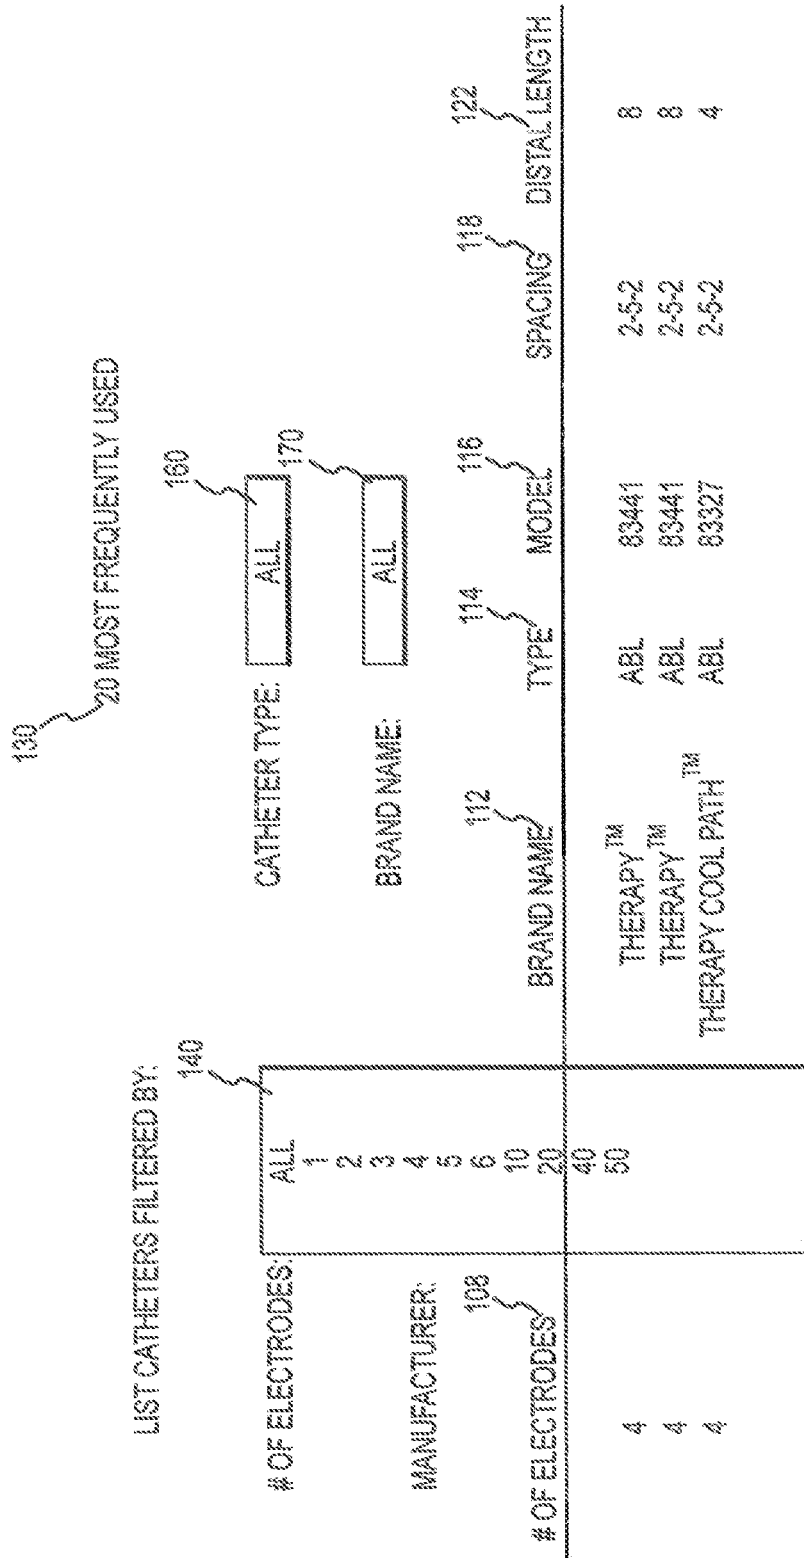 130
20 MOST FREQUENTLY USED
LIST CATHETERS FILTERED BY:
140
160
# OF ELECTRODES:
ALL
1
2
3
4
5
6
10
20
40
50
CATHETER TYPE:
ALL
170
MANUFACTURER:
BRAND NAME:
ALL
108
112
114
116
118
122
# OF ELECTRODES BRAND NAME TYPE MODEL SPACING DISTAL LENGTH
4 THERAPY™ ABL 83441 2-5-2 8
4 THERAPY™ ABL 83441 2-5-2 8
4 THERAPY COOL PATH™ ABL 83327 2-5-2 4